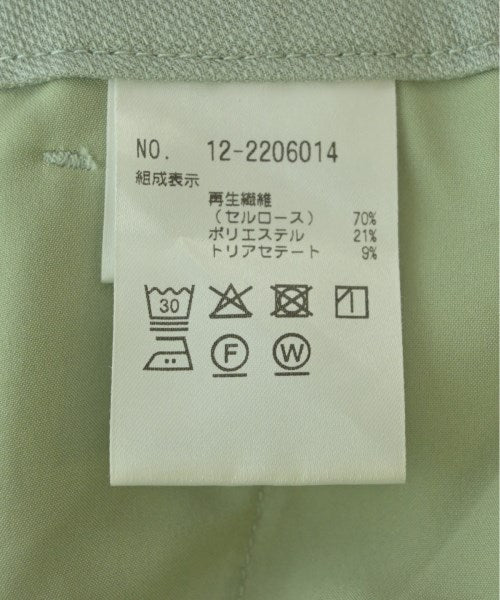 NO. 12-2206014
組成表示
再生繊維
(セルロース) 70%
ポリエステル 21%
トリアセテート 9%
30
F W